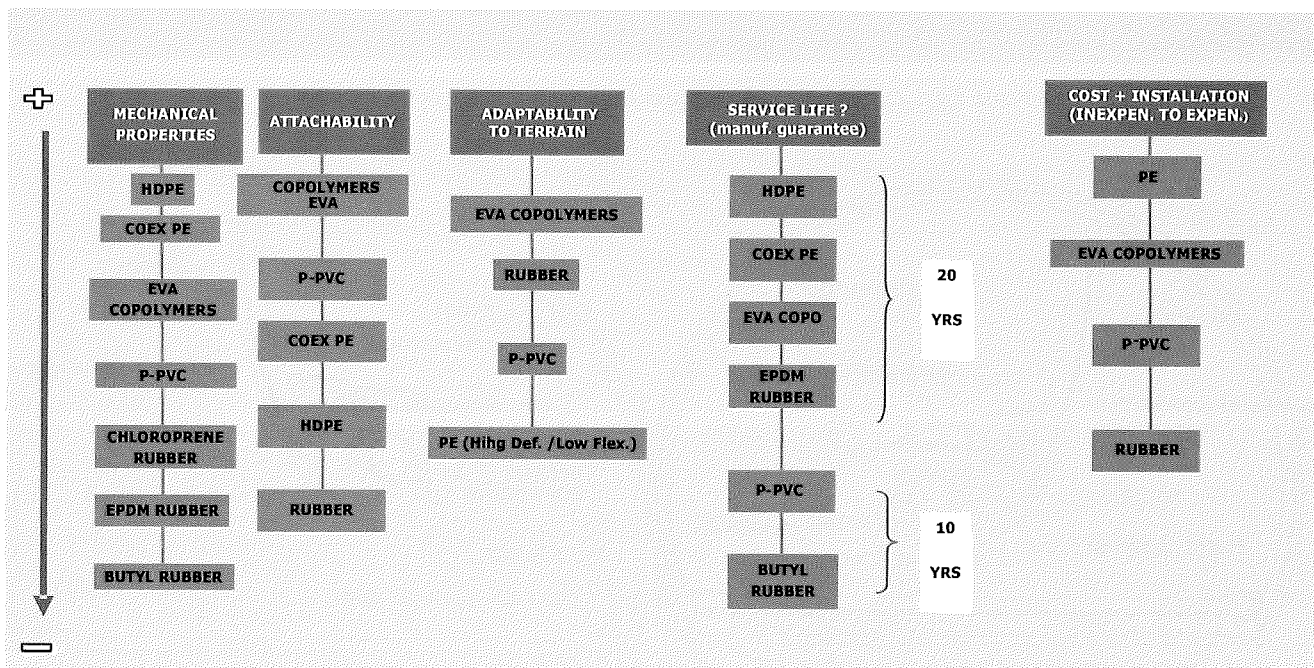 MECHANICAL
PROPERTIES
HDPE
COEX PE
EVA
COPOLYMERS
P-PVC
CHLOROPRENE
RUBBER
EPDM RUBBER
BUTYL RUBBER
ATTACHABILITY
COPOLYMERS
EVA
P-PVC
COEX PE
HDPE
RUBBER
ADAPTABILITY
TO TERRAIN
EVA COPOLYMERS
RUBBER
P-PVC
PE (Hihg Def. /Low Flex.)
SERVICE LIFE ?
(manuf. guarantee)
HDPE
COEX PE
EVA COPO
EPDM
RUBBER
20
YRS
P-PVC
BUTYL
RUBBER
10
YRS
COST + INSTALLATION
(INEXPEN. TO EXPEN.)
PE
EVA COPOLYMERS
P-PVC
RUBBER